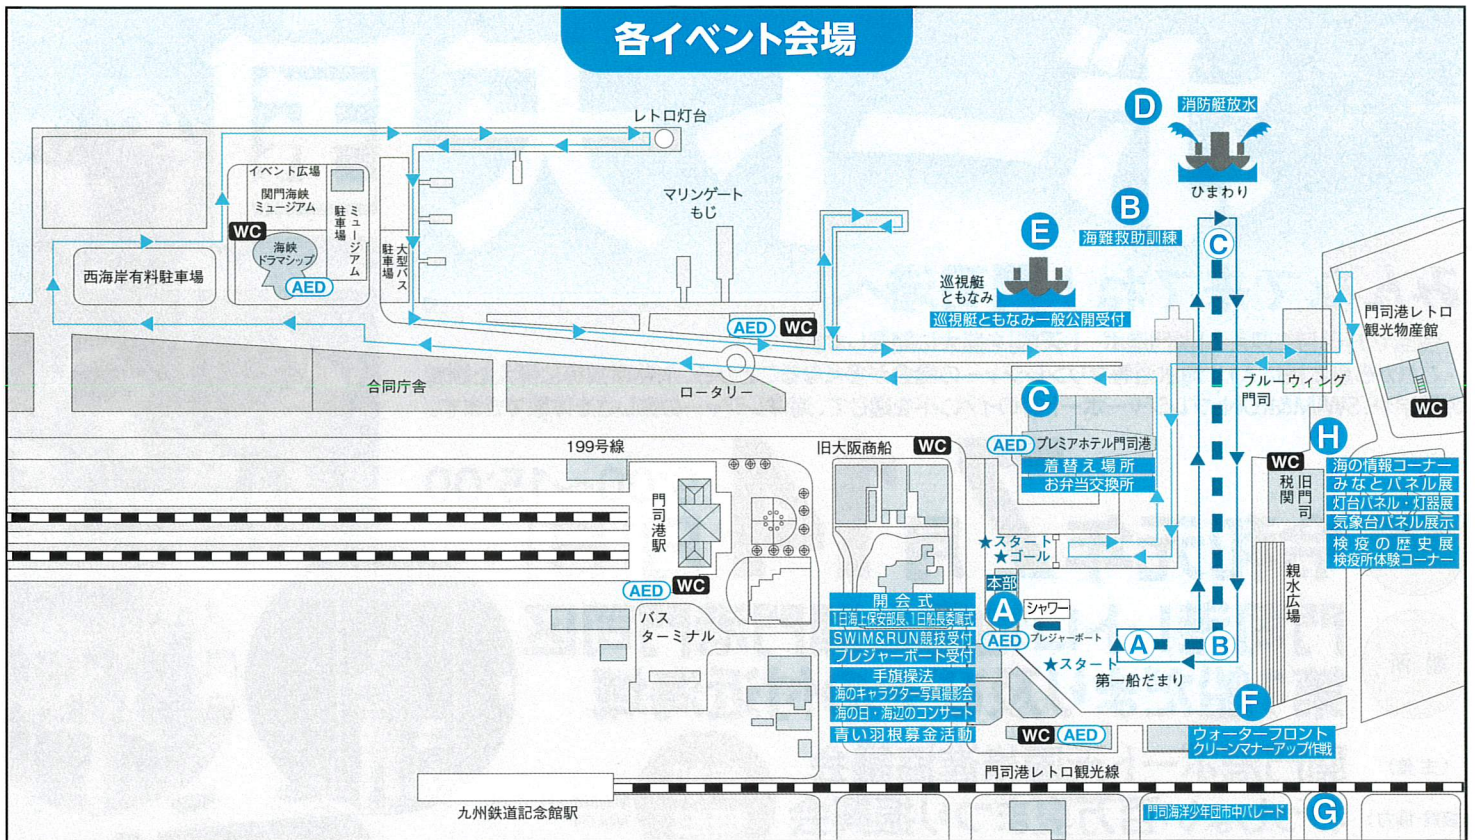 各イベント会場
D
消防艇放水
ひまわり
レトロ灯台
イベント広場
関門海峡
ミュージアム
ミュージアム
駐車場
WC
海峡
ドラマシップ
AED
大型バス
駐車場
西海岸有料駐車場
マリンゲート
もじ
B
海難救助訓練
E
巡視艇
ともなみ
巡視艇ともなみ一般公開受付
C
門司港レトロ
観光物産館
WC
AED
WC
合同庁舎
ロータリー
ブルーウィング
門司
C
AED
プレミアホテル門司港
着替え場所
お弁当交換所
H
海の情報コーナー
みなとパネル展
灯台パネル・灯器展
気象台パネル展示
検疫の歴史展
検疫所体験コーナー
WC
旧門司
税関
199号線
旧大阪商船
WC
門司港駅
AED
WC
バス
ターミナル
★スタート
★ゴール
本部
A
シャワー
AED
プレジャーボート
開会式
1日海上保安部長、1日船長委嘱式
SWIM&RUN競技受付
プレジャーボート受付
手旗操法
海のキャラクター写真撮影会
海の日・海辺のコンサート
青い羽根募金活動
★スタート
A
B
第一船だまり
親水広場
F
ウォーターフロント
クリーンマナーアップ作戦
WC
AED
門司港レトロ観光線
九州鉄道記念館駅
門司海洋少年団市中パレード
G